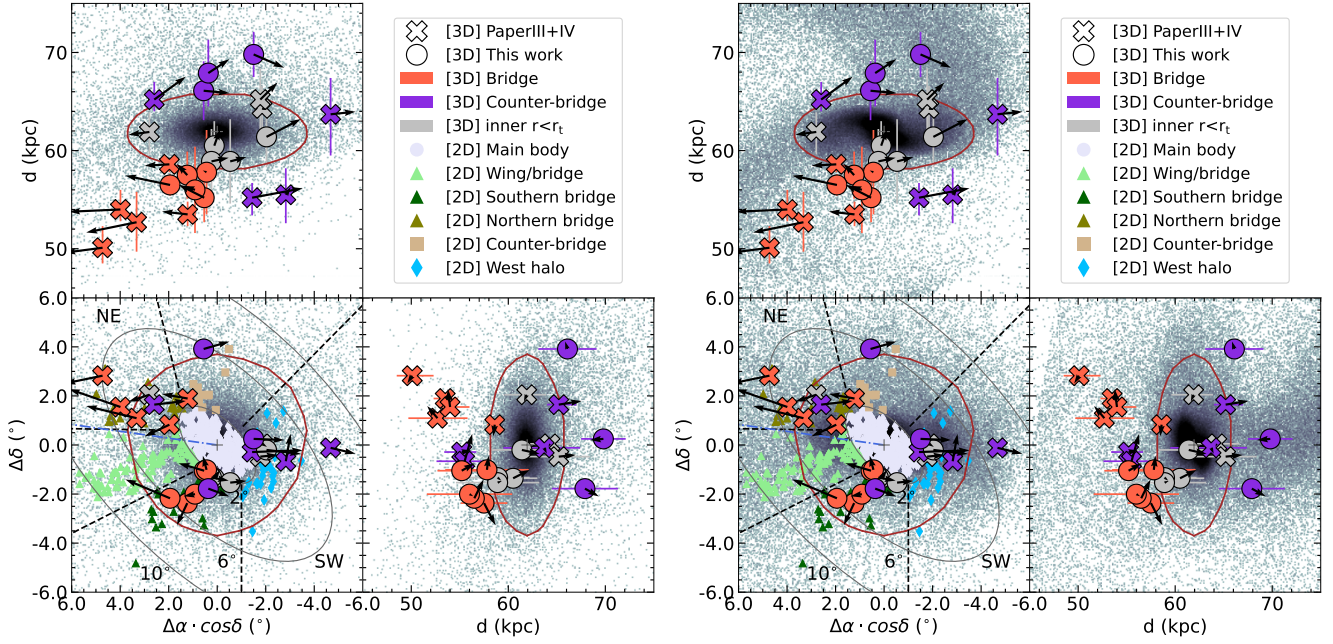 70
60
50
d (kpc)
[3D] PaperIII+IV
[3D] This work
[3D] Bridge
[3D] Counter-bridge
[3D] inner r<rₜ
[2D] Main body
[2D] Wing/bridge
[2D] Southern bridge
[2D] Northern bridge
[2D] Counter-bridge
[2D] West halo
6.0
4.0
2.0
0.0
-2.0
-4.0
-6.0
Δδ (°)
NE
SW
2
6°
10°
6.0 4.0 2.0 0.0 -2.0 -4.0 -6.0
Δα · cosδ (°)
50 60 70
d (kpc)
70
60
50
d (kpc)
[3D] PaperIII+IV
[3D] This work
[3D] Bridge
[3D] Counter-bridge
[3D] inner r<rₜ
[2D] Main body
[2D] Wing/bridge
[2D] Southern bridge
[2D] Northern bridge
[2D] Counter-bridge
[2D] West halo
6.0
4.0
2.0
0.0
-2.0
-4.0
-6.0
Δδ (°)
NE
SW
2
6°
10°
6.0 4.0 2.0 0.0 -2.0 -4.0 -6.0
Δα · cosδ (°)
50 60 70
d (kpc)